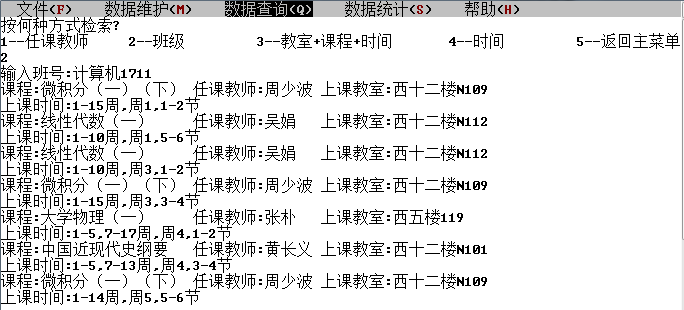 文件(F) 数据维护(M) 数据查询(Q) 数据统计(S) 帮助(H)
按何种方式检索?
1--任课教师 2--班级 3--教室+课程+时间 4--时间 5--返回主菜单
2
输入班号:计算机1711
课程:微积分（一）（下） 任课教师:周少波 上课教室:西十二楼N109
上课时间:1-15周,周1,1-2节
课程:线性代数（一） 任课教师:吴娟 上课教室:西十二楼N112
上课时间:1-10周,周1,5-6节
课程:线性代数（一） 任课教师:吴娟 上课教室:西十二楼N112
上课时间:1-10周,周3,1-2节
课程:微积分（一）（下） 任课教师:周少波 上课教室:西十二楼N109
上课时间:1-15周,周3,3-4节
课程:大学物理（一） 任课教师:张朴 上课教室:西五楼119
上课时间:1-5,7-17周,周4,1-2节
课程:中国近现代史纲要 任课教师:黄长义 上课教室:西十二楼N101
上课时间:1-5,7-13周,周4,3-4节
课程:微积分（一）（下） 任课教师:周少波 上课教室:西十二楼N109
上课时间:1-14周,周5,5-6节